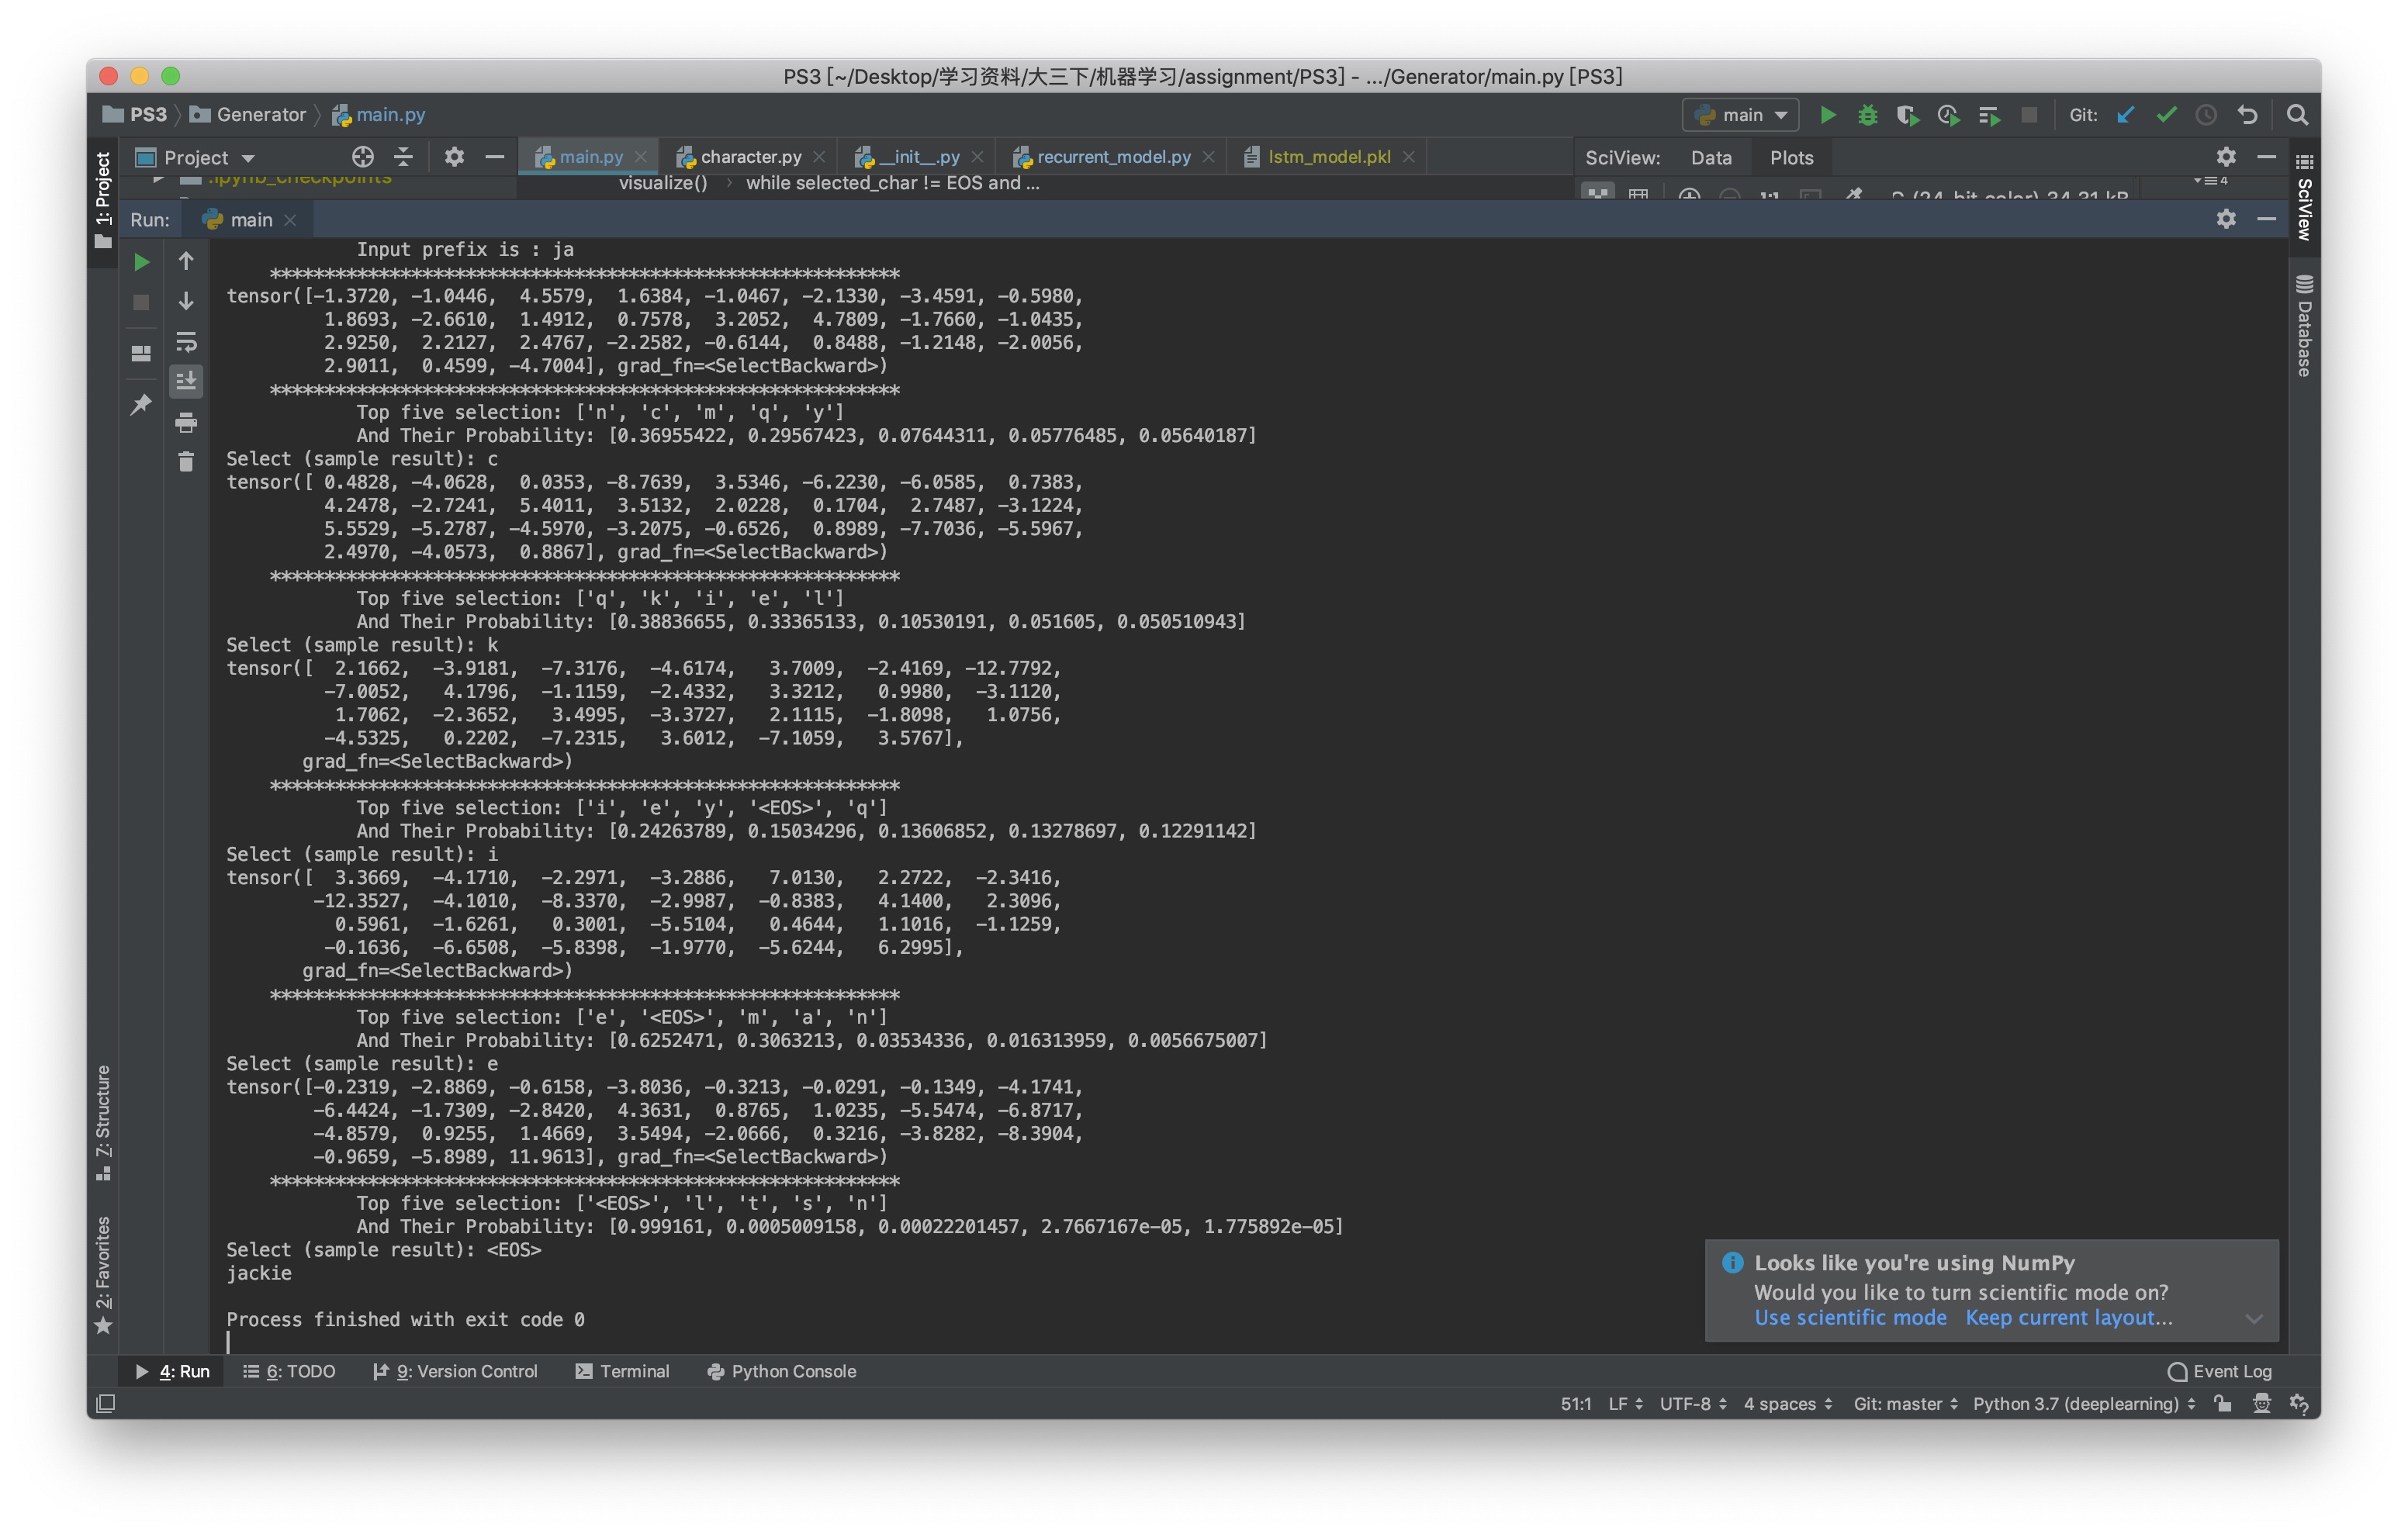 PS3 [~/Desktop/学习资料/大三下/机器学习/assignment/PS3] - .../Generator/main.py [PS3]
PS3 Generator main.py
main
Git:
1: Project
Project
main.py
character.py
__init__.py
recurrent_model.py
lstm_model.pkl
SciView: Data Plots
.ipynb_checkpoints
visualize() › while selected_char != EOS and ...
(24-bit color) 34.31 kB
4
Run: main
SciView
Database
Input prefix is : ja
**********************************************************
tensor([-1.3720, -1.0446, 4.5579, 1.6384, -1.0467, -2.1330, -3.4591, -0.5980,
1.8693, -2.6610, 1.4912, 0.7578, 3.2052, 4.7809, -1.7660, -1.0435,
2.9250, 2.2127, 2.4767, -2.2582, -0.6144, 0.8488, -1.2148, -2.0056,
2.9011, 0.4599, -4.7004], grad_fn=<SelectBackward>)
**********************************************************
Top five selection: ['n', 'c', 'm', 'q', 'y']
And Their Probability: [0.36955422, 0.29567423, 0.07644311, 0.05776485, 0.05640187]
Select (sample result): c
tensor([ 0.4828, -4.0628, 0.0353, -8.7639, 3.5346, -6.2230, -6.0585, 0.7383,
4.2478, -2.7241, 5.4011, 3.5132, 2.0228, 0.1704, 2.7487, -3.1224,
5.5529, -5.2787, -4.5970, -3.2075, -0.6526, 0.8989, -7.7036, -5.5967,
2.4970, -4.0573, 0.8867], grad_fn=<SelectBackward>)
**********************************************************
Top five selection: ['q', 'k', 'i', 'e', 'l']
And Their Probability: [0.38836655, 0.33365133, 0.10530191, 0.051605, 0.050510943]
Select (sample result): k
tensor([ 2.1662, -3.9181, -7.3176, -4.6174, 3.7009, -2.4169, -12.7792,
-7.0052, 4.1796, -1.1159, -2.4332, 3.3212, 0.9980, -3.1120,
1.7062, -2.3652, 3.4995, -3.3727, 2.1115, -1.8098, 1.0756,
-4.5325, 0.2202, -7.2315, 3.6012, -7.1059, 3.5767],
grad_fn=<SelectBackward>)
**********************************************************
Top five selection: ['i', 'e', 'y', '<EOS>', 'q']
And Their Probability: [0.24263789, 0.15034296, 0.13606852, 0.13278697, 0.12291142]
Select (sample result): i
tensor([ 3.3669, -4.1710, -2.2971, -3.2886, 7.0130, 2.2722, -2.3416,
-12.3527, -4.1010, -8.3370, -2.9987, -0.8383, 4.1400, 2.3096,
0.5961, -1.6261, 0.3001, -5.5104, 0.4644, 1.1016, -1.1259,
-0.1636, -6.6508, -5.8398, -1.9770, -5.6244, 6.2995],
grad_fn=<SelectBackward>)
**********************************************************
Top five selection: ['e', '<EOS>', 'm', 'a', 'n']
And Their Probability: [0.6252471, 0.3063213, 0.03534336, 0.016313959, 0.0056675007]
Select (sample result): e
tensor([-0.2319, -2.8869, -0.6158, -3.8036, -0.3213, -0.0291, -0.1349, -4.1741,
-6.4424, -1.7309, -2.8420, 4.3631, 0.8765, 1.0235, -5.5474, -6.8717,
-4.8579, 0.9255, 1.4669, 3.5494, -2.0666, 0.3216, -3.8282, -8.3904,
-0.9659, -5.8989, 11.9613], grad_fn=<SelectBackward>)
**********************************************************
Top five selection: ['<EOS>', 'l', 't', 's', 'n']
And Their Probability: [0.999161, 0.0005009158, 0.00022201457, 2.7667167e-05, 1.775892e-05]
Select (sample result): <EOS>
jackie
Process finished with exit code 0
Looks like you're using NumPy
Would you like to turn scientific mode on?
Use scientific mode Keep current layout...
Z: Structure
2: Favorites
4: Run 6: TODO 9: Version Control Terminal Python Console Event Log
51:1 LF UTF-8 4 spaces Git: master Python 3.7 (deeplearning)